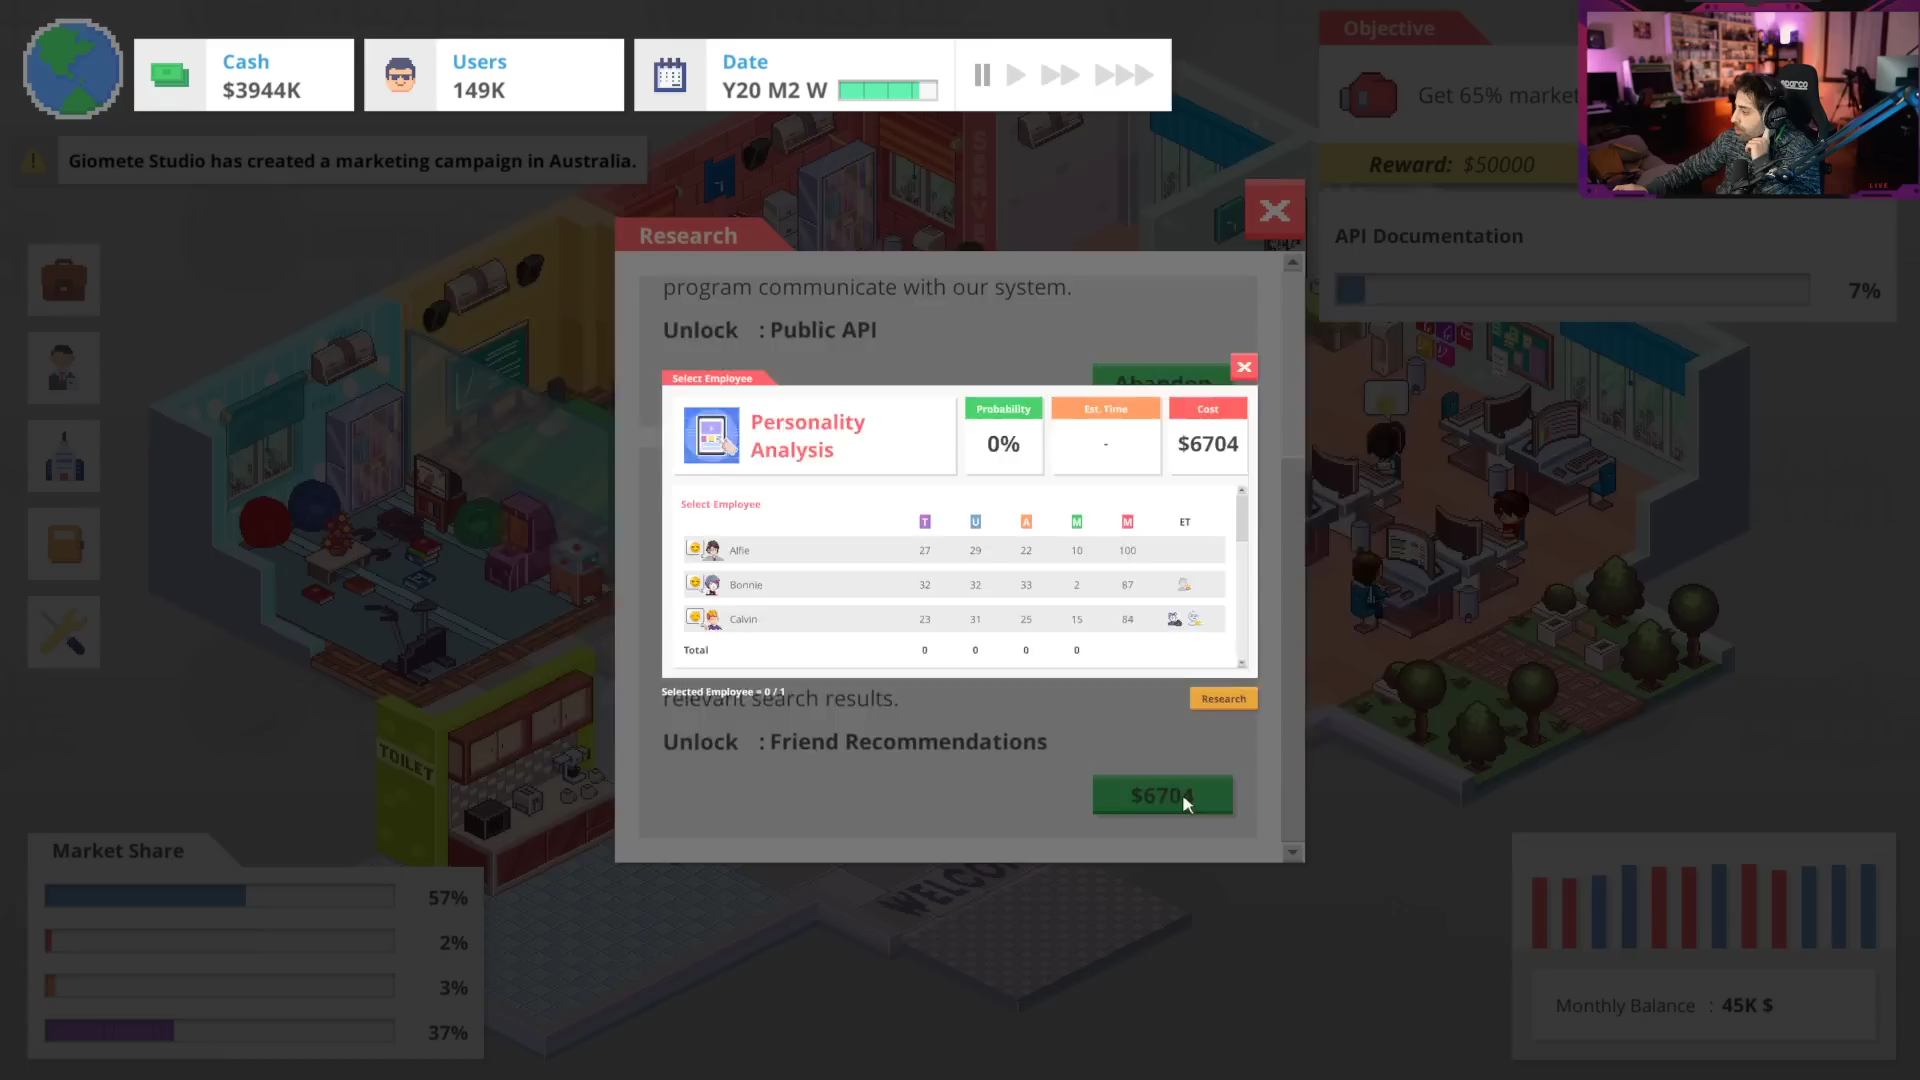 Cash
$3944K
Users
149K
Date
Y20 M2 W
Objective
Get 65% market
Reward: $50000
LIVE
sparco
Giomete Studio has created a marketing campaign in Australia.
API Documentation
7%
Research
program communicate with our system.
Unlock : Public API
Abandon
Select Employee
Personality
Analysis
Probability
0%
Est. Time
-
Cost
$6704
Select Employee
T U A M M ET
Alfie 27 29 22 10 100
Bonnie 32 32 33 2 87
Calvin 23 31 25 15 84
Total 0 0 0 0
Selected Employee = 0 / 1
Research
relevant search results.
Unlock : Friend Recommendations
$6704
TOILET
Market Share
57%
2%
3%
37%
Monthly Balance : 45K $